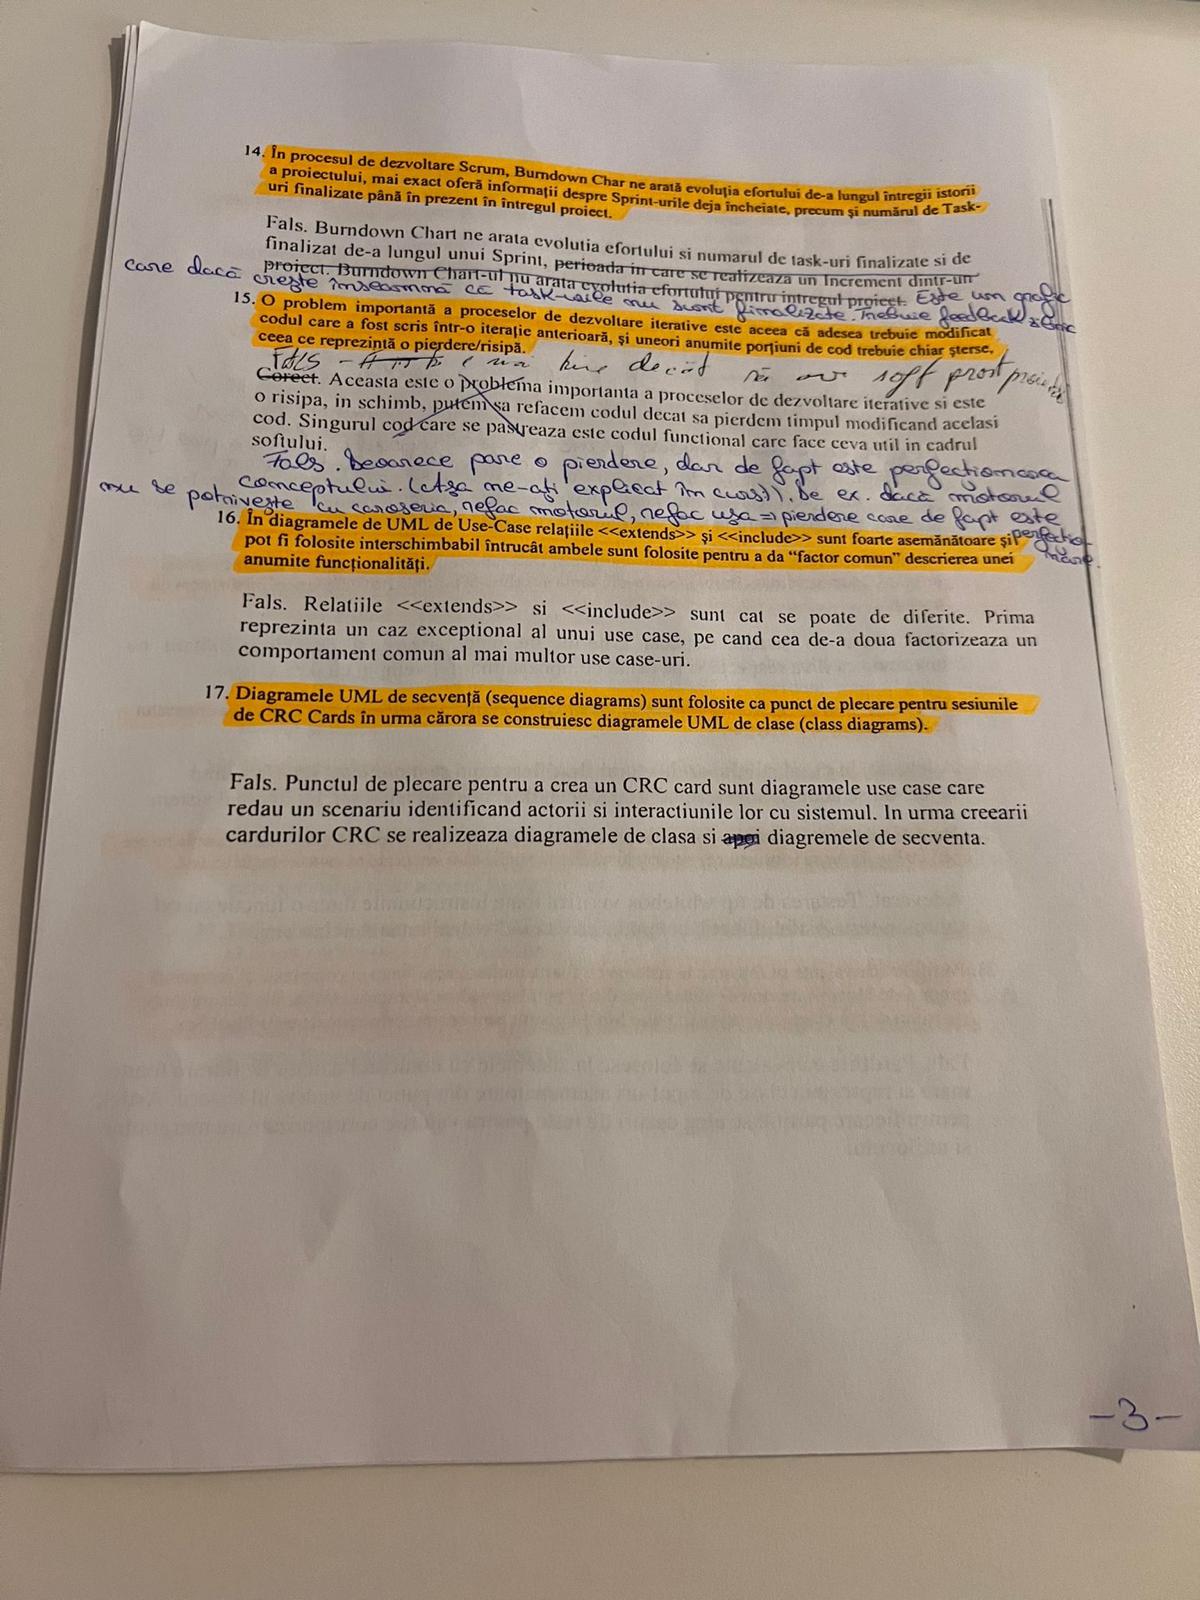 14. În procesul de dezvoltare Scrum, Burndown Char ne arată evoluția efortului de-a lungul întregii istorii
a proiectului, mai exact oferă informații despre Sprint-urile deja încheiate, precum și numărul de Task-
uri finalizate până în prezent în întregul proiect.
Fals. Burndown Chart ne arata evolutia efortului si numarul de task-uri finalizate si de
finalizat de-a lungul unui Sprint, perioada in care se realizeaza un Increment dintr-un
proiect. Burndown Chart-ul nu arata evolutia efortului pentru intregul proiect. Este un grafic
care dacă crește înseamnă că task-urile nu sunt finalizate. Trebuie feedback zilnic
15. O problem importantă a proceselor de dezvoltare iterative este aceea că adesea trebuie modificat
codul care a fost scris într-o iterație anterioară, și uneori anumite porțiuni de cod trebuie chiar șterse,
ceea ce reprezintă o pierdere/risipă.
Fals - e mai bine decât să am soft prost
Corect. Aceasta este o problema importanta a proceselor de dezvoltare iterative si este
o risipa, in schimb, putem sa refacem codul decat sa pierdem timpul modificand acelasi
cod. Singurul cod care se pastreaza este codul functional care face ceva util in cadrul
softului.
Fals. Deoarece pare o pierdere, dar de fapt este perfecționarea
conceptului. (Așa ne-ați explicat în curs)). De ex. dacă motorul
nu se potrivește cu caroseria, refac motorul, refac ușa => pierdere care de fapt este
perfecționare.
16. În diagramele de UML de Use-Case relațiile <<extends>> și <<include>> sunt foarte asemănătoare și
pot fi folosite interschimbabil întrucât ambele sunt folosite pentru a da “factor comun” descrierea unei
anumite funcționalități.
Fals. Relatiile <<extends>> si <<include>> sunt cat se poate de diferite. Prima
reprezinta un caz exceptional al unui use case, pe cand cea de-a doua factorizeaza un
comportament comun al mai multor use case-uri.
17. Diagramele UML de secvență (sequence diagrams) sunt folosite ca punct de plecare pentru sesiunile
de CRC Cards în urma cărora se construiesc diagramele UML de clase (class diagrams).
Fals. Punctul de plecare pentru a crea un CRC card sunt diagramele use case care
redau un scenariu identificand actorii si interactiunile lor cu sistemul. In urma creearii
cardurilor CRC se realizeaza diagramele de clasa si apoi diagremele de secventa.
-3-